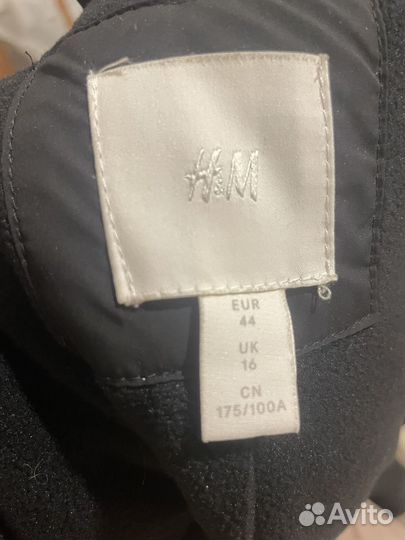 H&M
EUR
44
UK
16
CN
175/100A
Avito